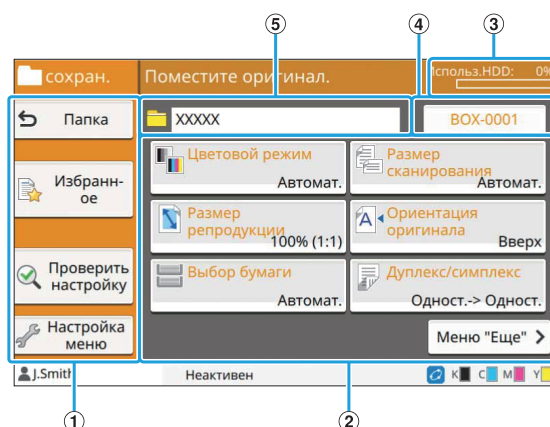 5
4
3
сохран.
Поместите оригинал.
Использ.HDD: 0%
Папка
XXXXX
BOX-0001
Цветовой режим
Автомат.
Размер
сканирования
Автомат.
Избранн-
ое
Размер
репродукции
100% (1:1)
Ориентация
оригинала
Вверх
Проверить
настройку
Выбор бумаги
Автомат.
Дуплекс/симплекс
Одност.-> Одност.
Настройка
меню
Меню "Еще"
J.Smith
Неактивен
K C M Y
1
2